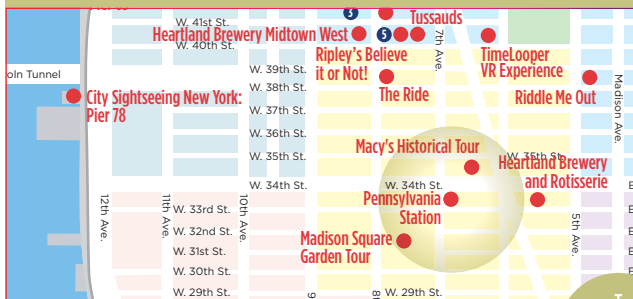 3
W. 41st St.
Tussauds
Heartland Brewery Midtown West
5
W. 40th St.
7th Ave.
Ripley's Believe
it or Not!
TimeLooper
VR Experience
oln Tunnel
W. 39th St.
W. 38th St.
The Ride
Riddle Me Out
Madison Ave.
City Sightseeing New York:
Pier 78
W. 37th St.
W. 36th St.
W. 35th St.
Macy's Historical Tour
W. 35th St.
Heartland Brewery
and Rotisserie
W. 34th St.
W. 34th St.
Pennsylvania
Station
12th Ave.
11th Ave.
10th Ave.
W. 33rd St.
W. 32nd St.
5th Ave.
Madison Square
Garden Tour
W. 31st St.
W. 30th St.
W. 29th St.
W. 29th St.